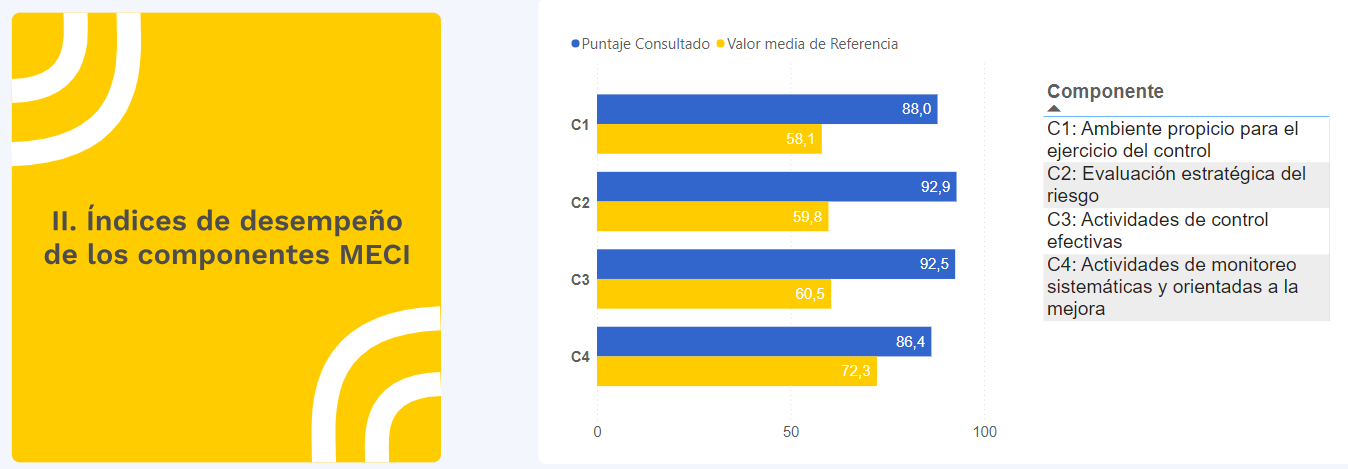 II. Índices de desempeño
de los componentes MECI
Puntaje Consultado Valor media de Referencia
C1
88,0
58,1
C2
92,9
59,8
C3
92,5
60,5
C4
86,4
72,3
0 50 100
Componente
C1: Ambiente propicio para el
ejercicio del control
C2: Evaluación estratégica del
riesgo
C3: Actividades de control
efectivas
C4: Actividades de monitoreo
sistemáticas y orientadas a la
mejora